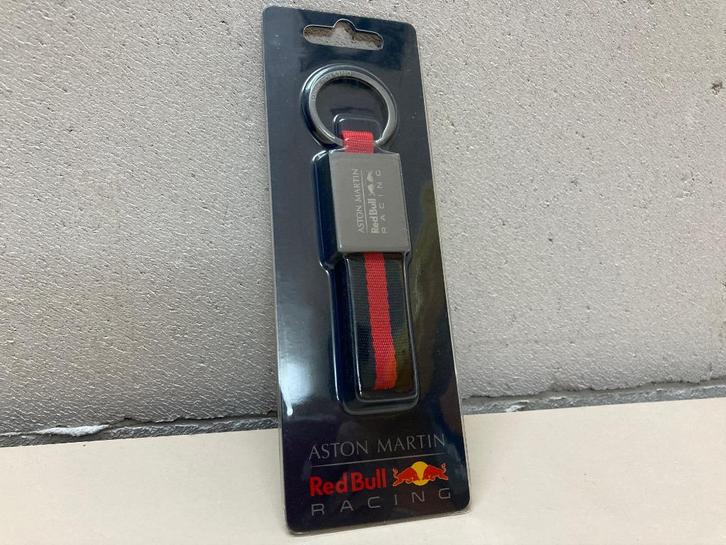 ASTON MARTIN
Red Bull
RACING
ASTON MARTIN
Red Bull
RACING